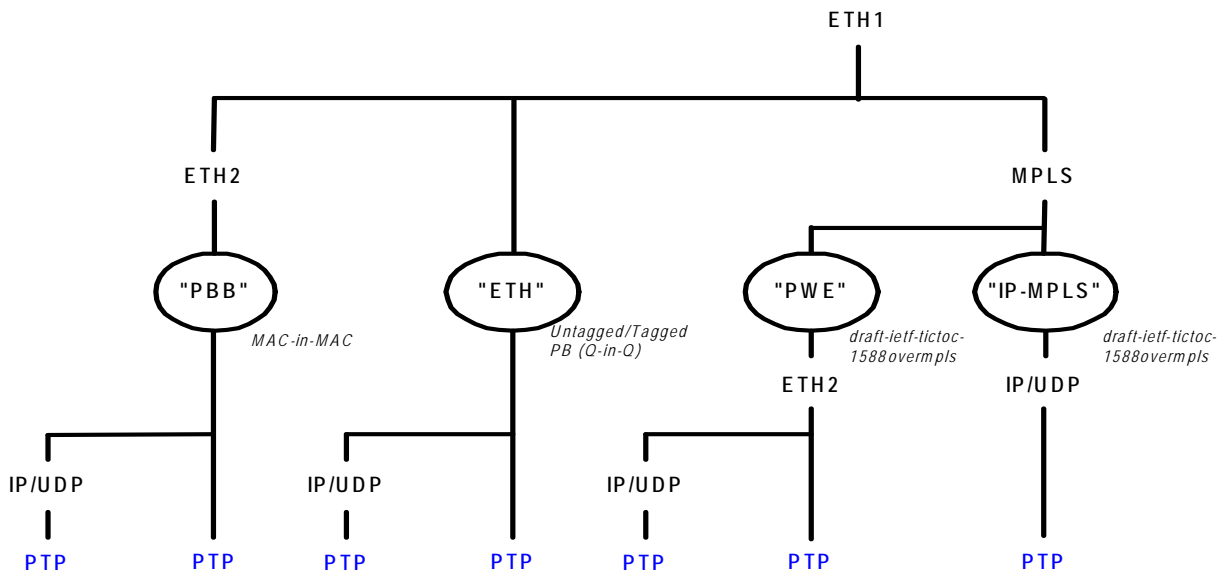 ETH1
ETH2
MPLS
"PBB"
"ETH"
"PWE"
"IP-MPLS"
MAC-in-MAC
Untagged/Tagged
PB (Q-in-Q)
draft-ietf-tictoc-
1588overmpls
draft-ietf-tictoc-
1588overmpls
ETH2
IP/UDP
IP/UDP
IP/UDP
IP/UDP
PTP
PTP
PTP
PTP
PTP
PTP
PTP